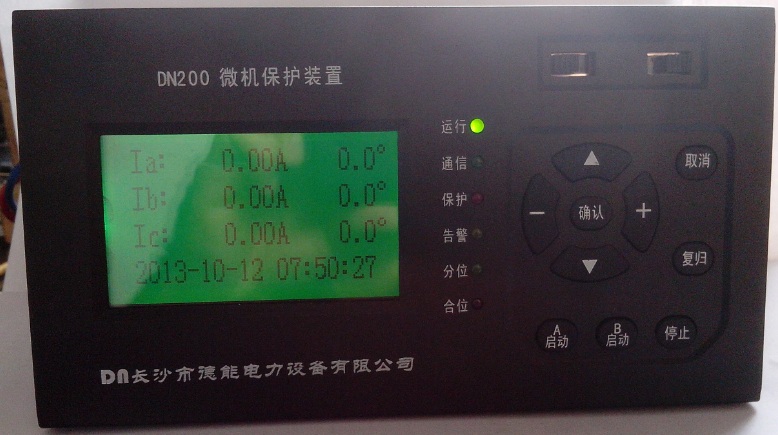 DN200 微机保护装置
Ia: 0.00A 0.0°
Ib: 0.00A 0.0°
Ic: 0.00A 0.0°
2013-10-12 07:50:27
运行
通信
保护
告警
分位
合位
▲
取消
− 确认 +
▼
复归
A 启动
B 启动
停止
DN长沙市德能电力设备有限公司